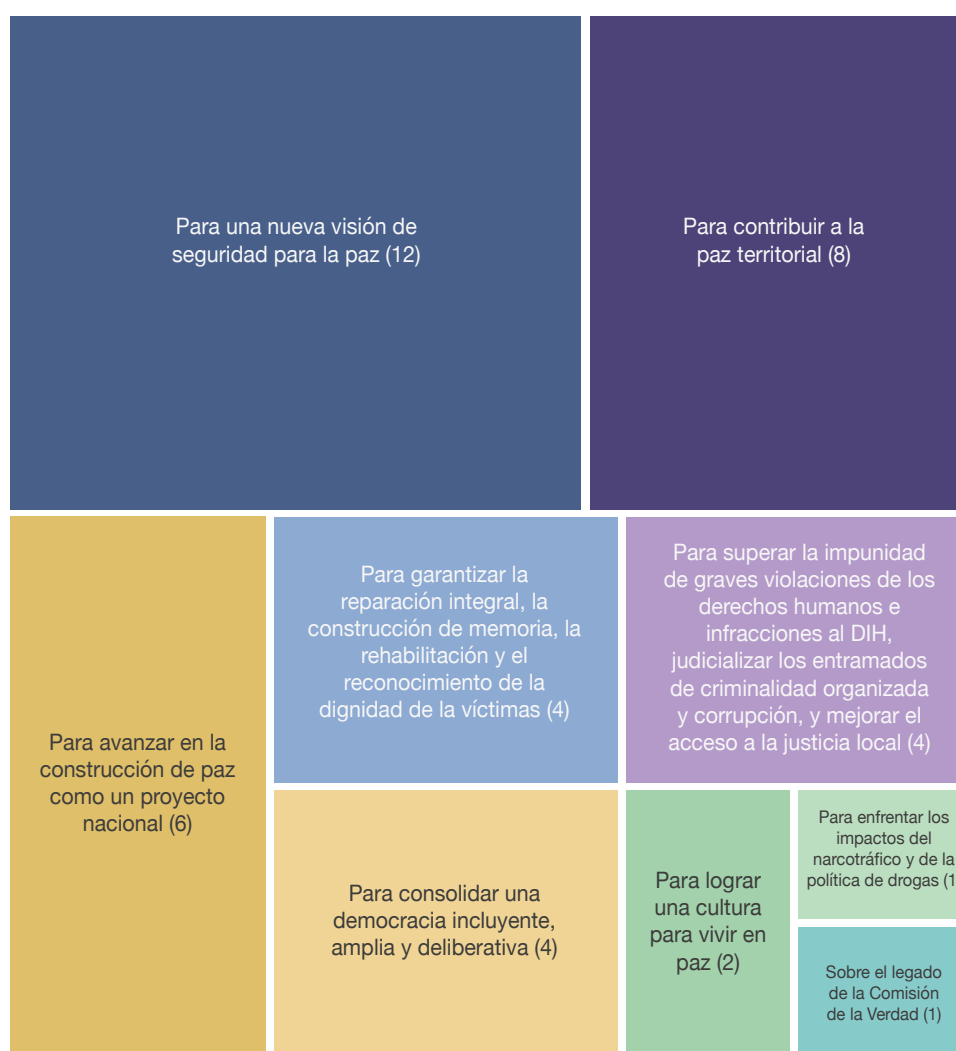 Para una nueva visión de
seguridad para la paz (12)
Para contribuir a la
paz territorial (8)
Para avanzar en la
construcción de paz
como un proyecto
nacional (6)
Para garantizar la
reparación integral, la
construcción de memoria, la
rehabilitación y el
reconocimiento de la
dignidad de la víctimas (4)
Para superar la impunidad
de graves violaciones de los
derechos humanos e
infracciones al DIH,
judicializar los entramados
de criminalidad organizada
y corrupción, y mejorar el
acceso a la justicia local (4)
Para consolidar una
democracia incluyente,
amplia y deliberativa (4)
Para lograr
una cultura
para vivir en
paz (2)
Para enfrentar los
impactos del
narcotráfico y de la
política de drogas (1
Sobre el legado
de la Comisión
de la Verdad (1)